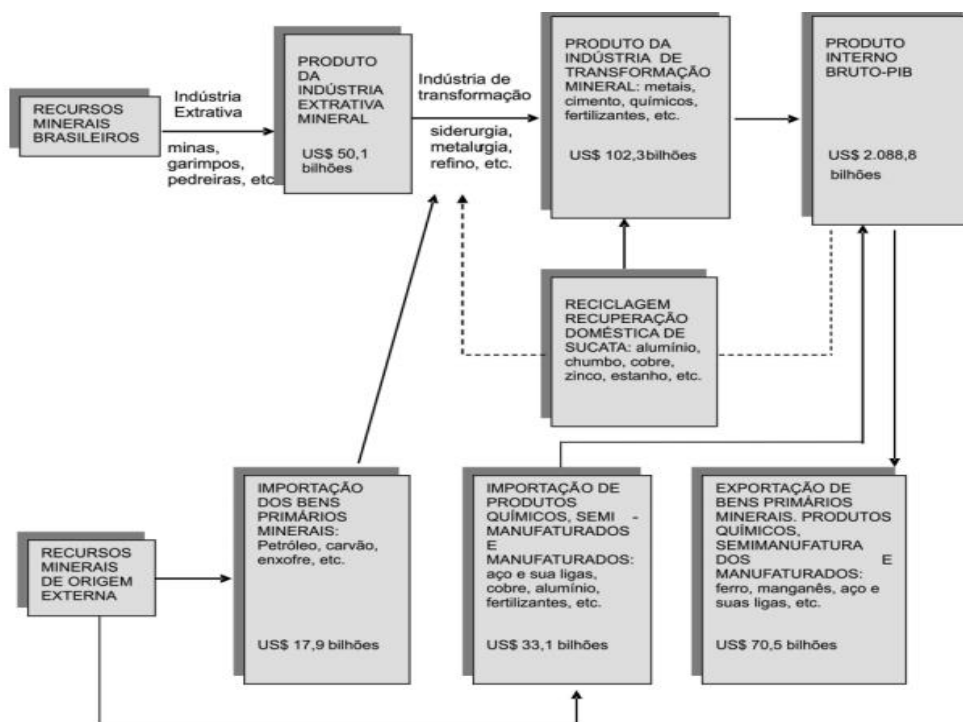 RECURSOS
MINERAIS
BRASILEIROS
Indústria
Extrativa
minas,
garimpos,
pedreiras, etc
PRODUTO
DA
INDÚSTRIA
EXTRATIVA
MINERAL
US$ 50,1
bilhões
Indústria de
transformação
siderurgia,
metalurgia,
refino, etc.
PRODUTO DA
INDÚSTRIA DE
TRANSFORMAÇÃO
MINERAL: metais,
cimento, químicos,
fertilizantes, etc.
US$ 102,3bilhões
PRODUTO
INTERNO
BRUTO-PIB
US$ 2.088,8
bilhões
RECICLAGEM
RECUPERAÇÃO
DOMÉSTICA DE
SUCATA: alumínio,
chumbo, cobre,
zinco, estanho, etc.
RECURSOS
MINERAIS
DE ORIGEM
EXTERNA
IMPORTAÇÃO
DOS BENS
PRIMÁRIOS
MINERAIS:
Petróleo, carvão,
enxofre, etc.
US$ 17,9 bilhões
IMPORTAÇÃO DE
PRODUTOS
QUÍMICOS, SEMI -
MANUFATURADOS
E
MANUFATURADOS:
aço e sua ligas,
cobre, alumínio,
fertilizantes, etc.
US$ 33,1 bilhões
EXPORTAÇÃO DE
BENS PRIMÁRIOS
MINERAIS. PRODUTOS
QUÍMICOS,
SEMIMANUFATURA
DOS E
MANUFATURADOS:
ferro, manganês, aço e
suas ligas, etc.
US$ 70,5 bilhões